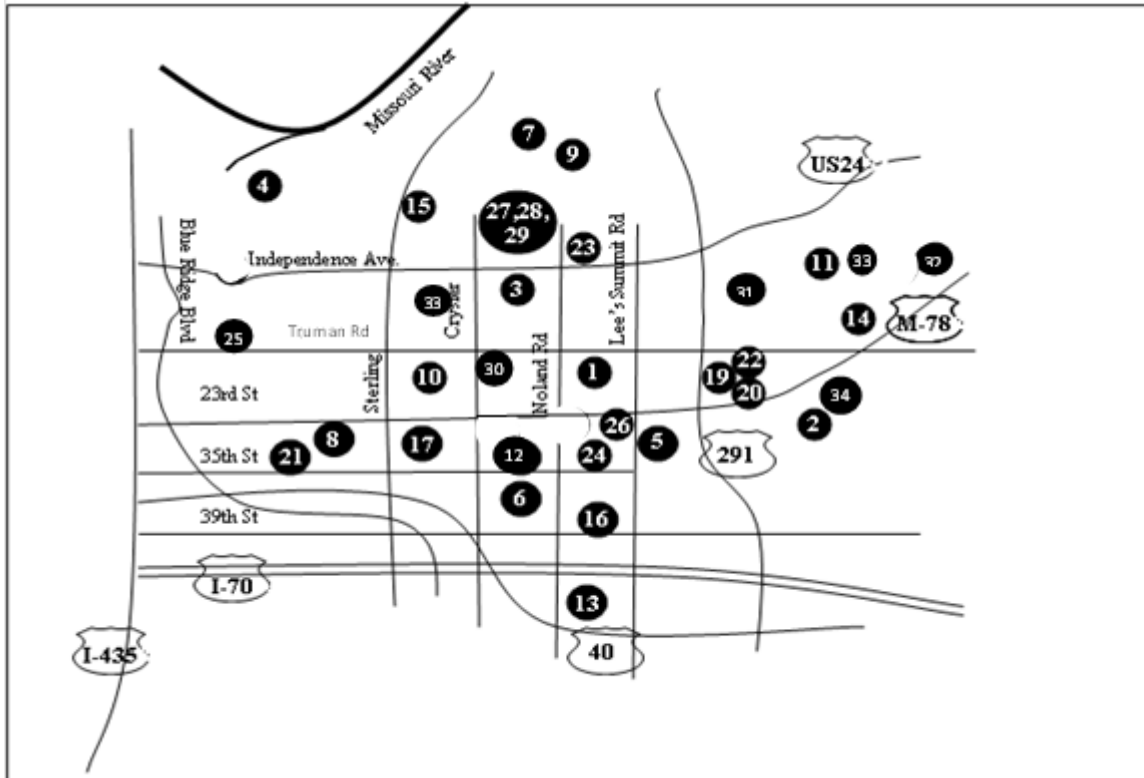 Missouri River
7
9
US24
4
15
27,28,
29
23
Blue Ridge Blvd
Independence Ave.
Lee's Summit Rd
11
33
32
3
31
33
Crysler
14
M-78
25
Truman Rd
Sterling
Noland Rd
10
30
1
19
22
20
23rd St
34
26
2
8
17
5
21
35th St
12
24
291
6
39th St
16
I-70
13
I-435
40